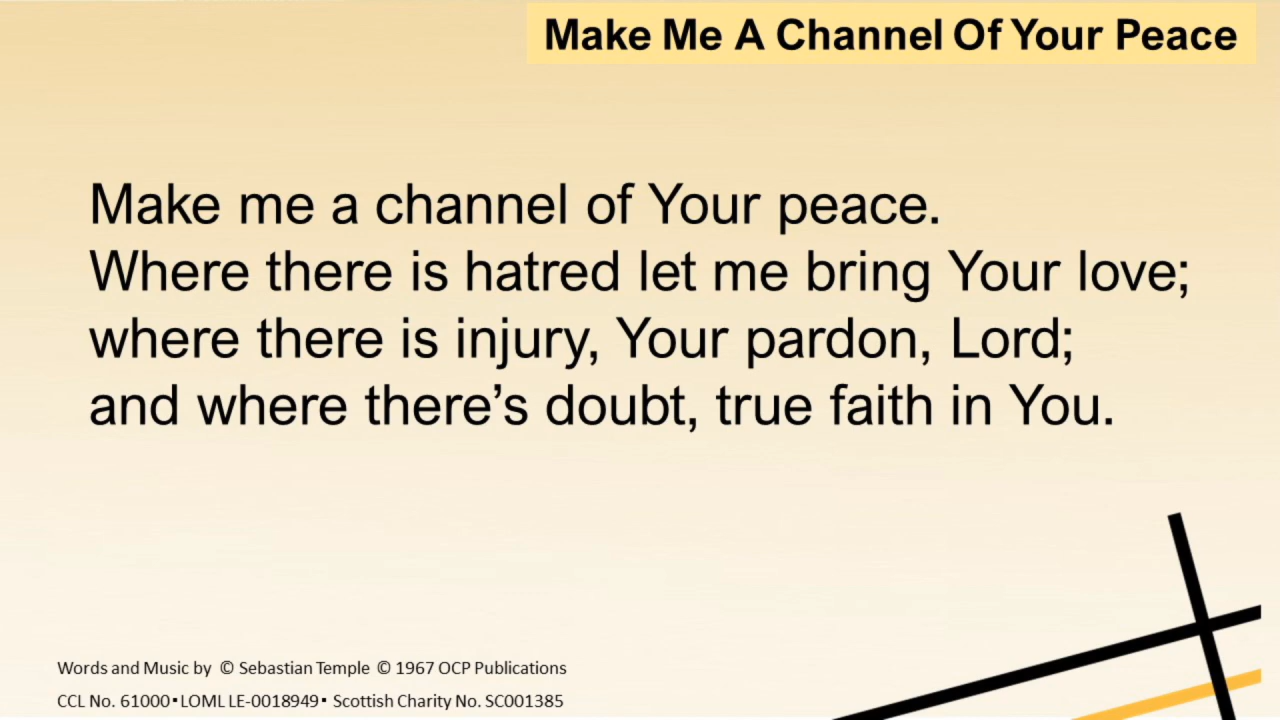 Make Me A Channel Of Your Peace
Make me a channel of Your peace.
Where there is hatred let me bring Your love;
where there is injury, Your pardon, Lord;
and where there’s doubt, true faith in You.
Words and Music by © Sebastian Temple © 1967 OCP Publications
CCL No. 61000▪LOML LE-0018949▪ Scottish Charity No. SC001385